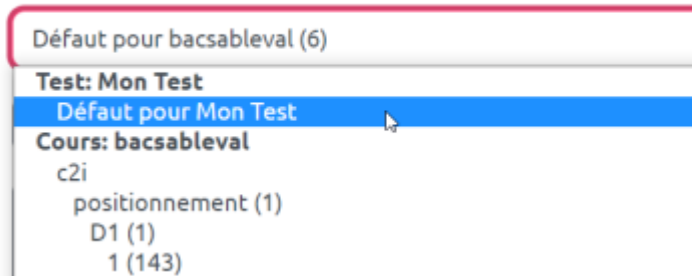 Défaut pour bacsableval (6)
Test: Mon Test
Défaut pour Mon Test
Cours: bacsableval
c2i
positionnement (1)
D1 (1)
1 (143)